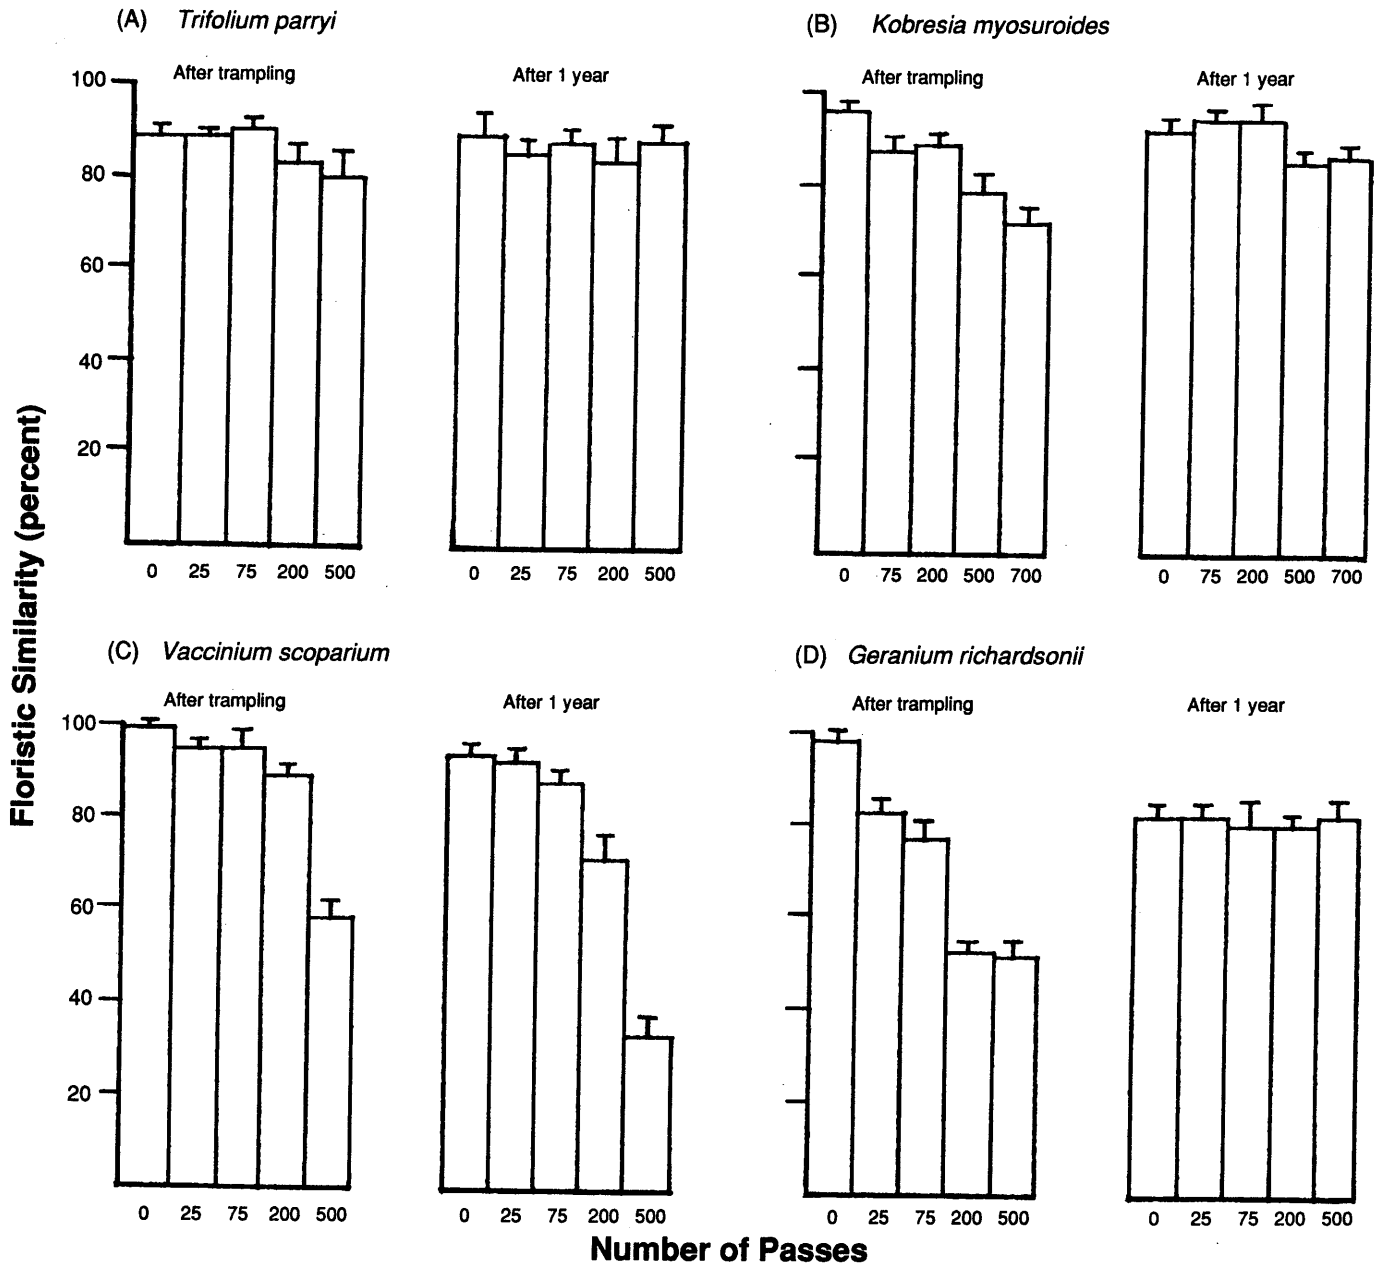 (A) Trifolium parryi
(B) Kobresia myosuroides
After trampling
After 1 year
After trampling
After 1 year
100
80
60
40
20
0 25 75 200 500
0 25 75 200 500
0 75 200 500 700
0 75 200 500 700
Floristic Similarity (percent)
(C) Vaccinium scoparium
(D) Geranium richardsonii
After trampling
After 1 year
After trampling
After 1 year
100
80
60
40
20
0 25 75 200 500
0 25 75 200 500
0 25 75 200 500
0 25 75 200 500
Number of Passes